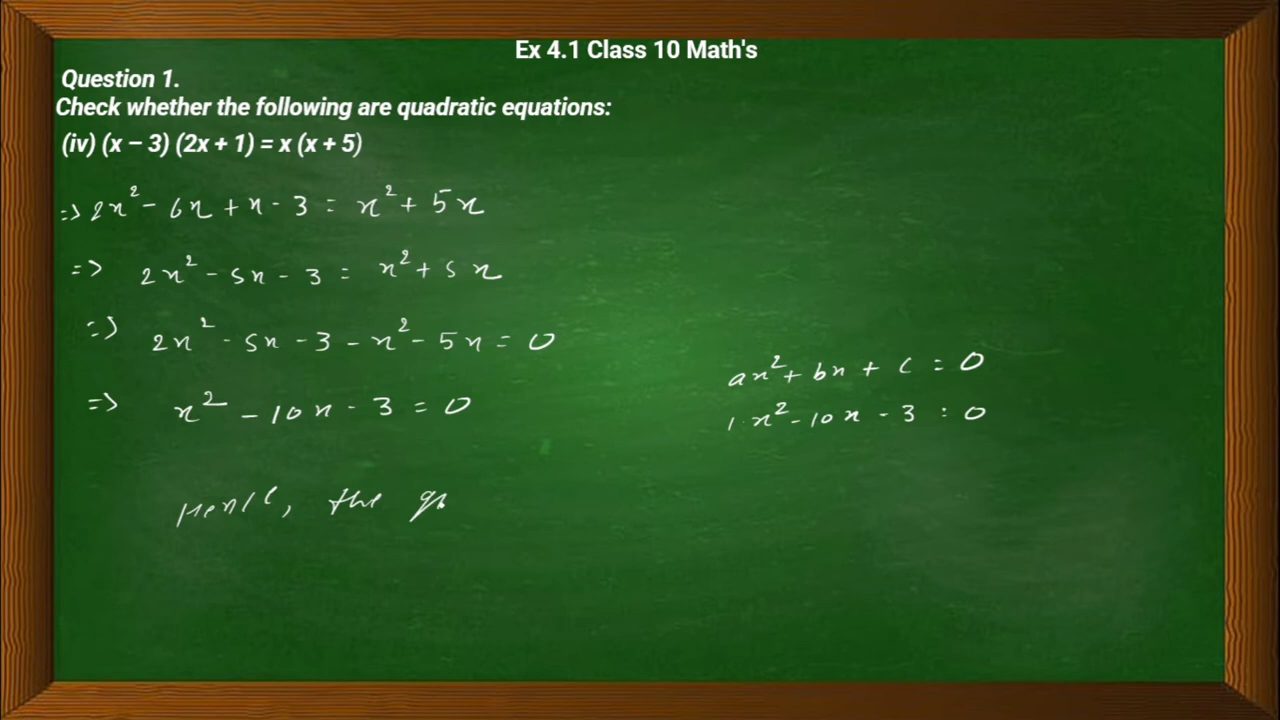 Ex 4.1 Class 10 Math's
Question 1.
Check whether the following are quadratic equations:
(iv) (x – 3) (2x + 1) = x (x + 5)
=> 2x² - 6x + x - 3 = x² + 5x
=> 2x² - 5x - 3 = x² + 5x
=> 2x² - 5x - 3 - x² - 5x = 0
=> x² - 10x - 3 = 0
ax² + bx + c = 0
1·x² - 10x - 3 = 0
Hence, the